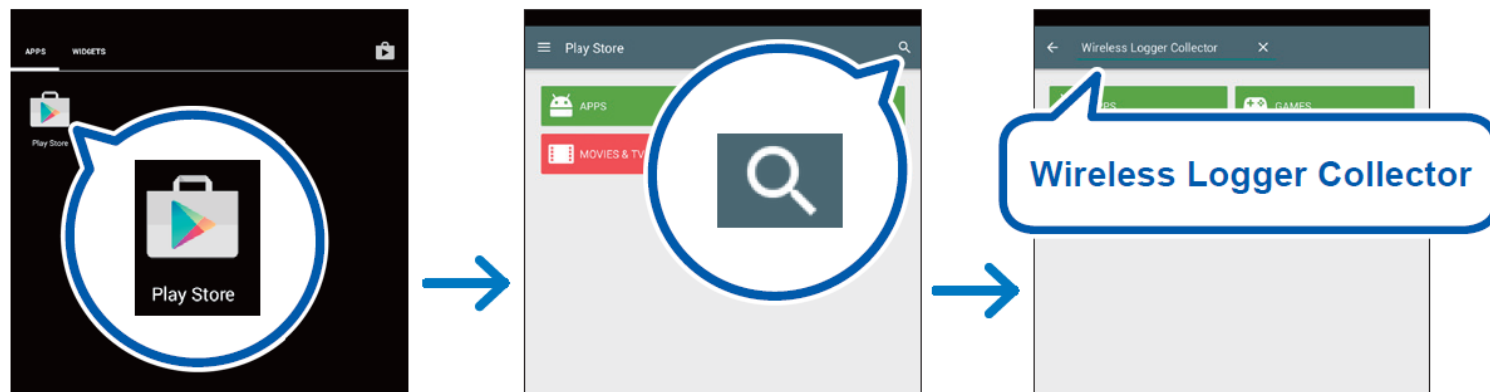 APPS WIDGETS
Play Store
Play Store
Play Store
APPS
MOVIES & TV
Wireless Logger Collector
GAMES
Wireless Logger Collector